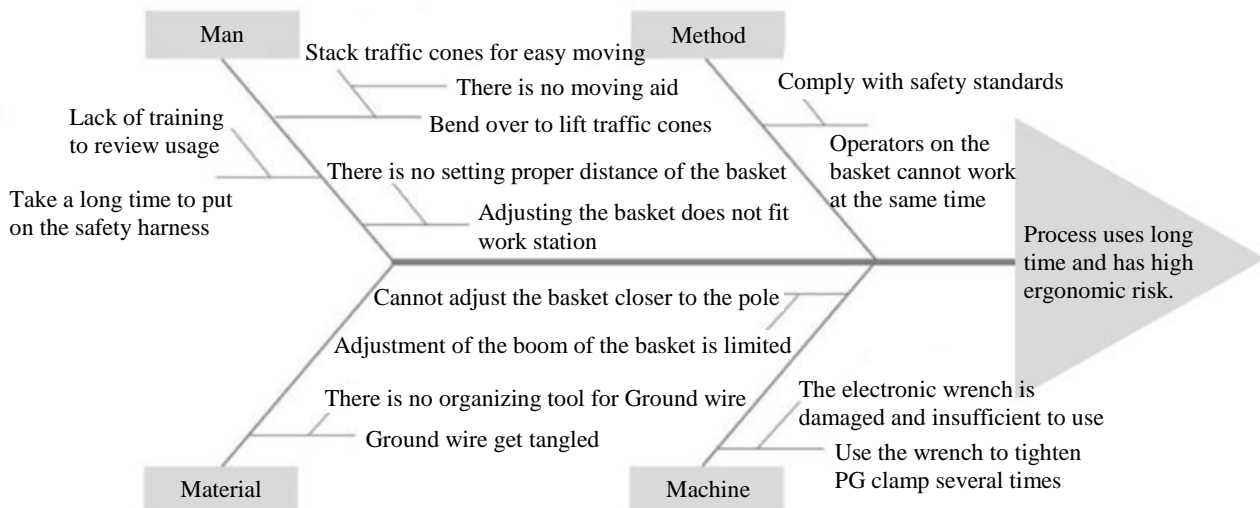 Man
Method
Stack traffic cones for easy moving
There is no moving aid
Bend over to lift traffic cones
Comply with safety standards
Operators on the
basket cannot work
at the same time
Lack of training
to review usage
Take a long time to put
on the safety harness
There is no setting proper distance of the basket
Adjusting the basket does not fit
work station
Process uses long
time and has high
ergonomic risk.
Cannot adjust the basket closer to the pole
Adjustment of the boom of the basket is limited
There is no organizing tool for Ground wire
Ground wire get tangled
The electronic wrench is
damaged and insufficient to use
Use the wrench to tighten
PG clamp several times
Material
Machine